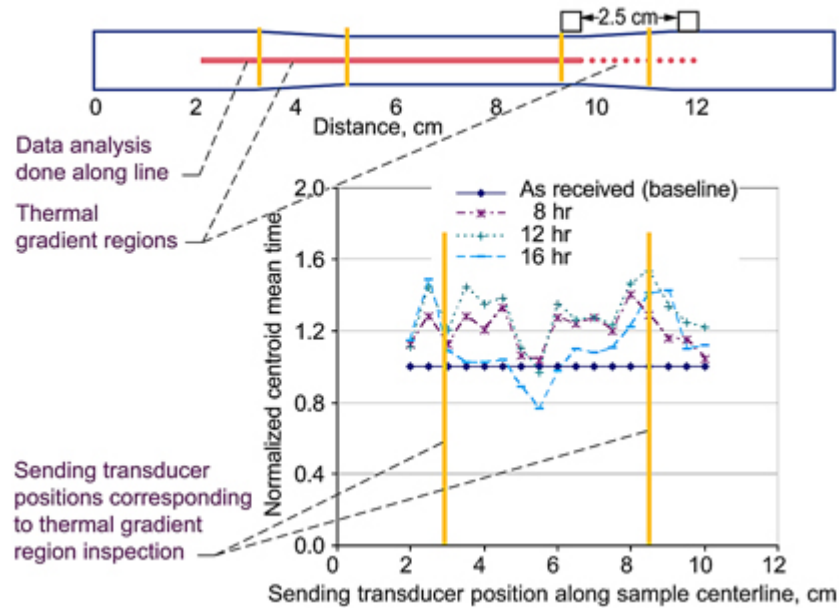 2.5 cm
0 2 4 6 8 10 12
Distance, cm
Data analysis
done along line
Thermal
gradient regions
As received (baseline)
8 hr
12 hr
16 hr
Normalized centroid mean time
2.0
1.6
1.2
0.8
0.4
0.0
0 2 4 6 8 10 12
Sending transducer position along sample centerline, cm
Sending transducer
positions corresponding
to thermal gradient
region inspection